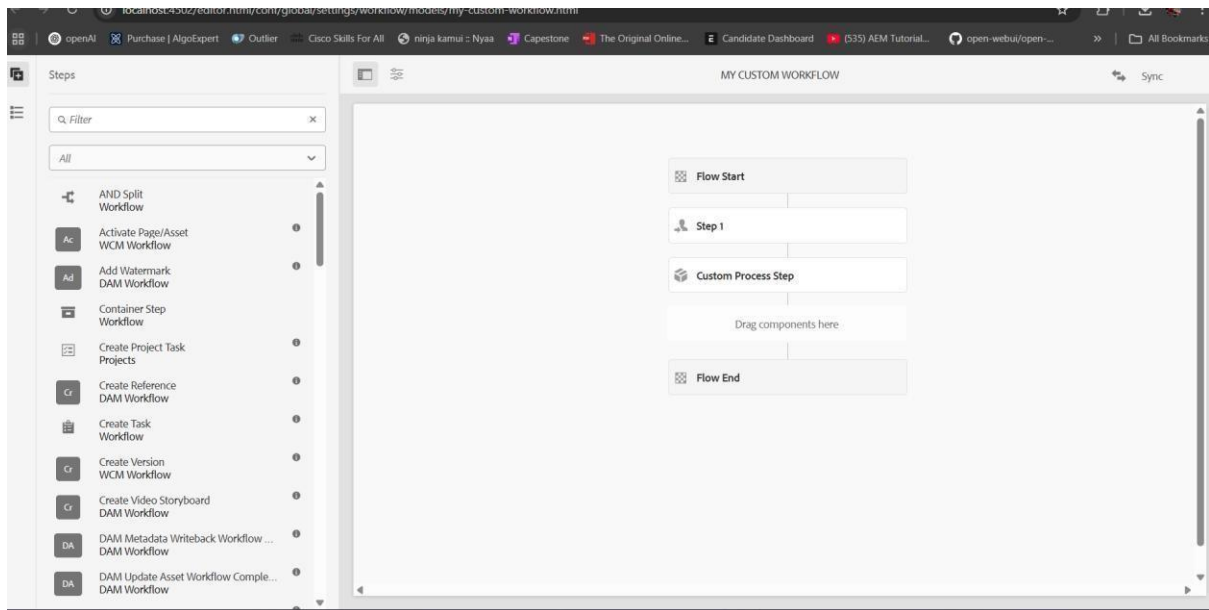 localhost:4502/editor.html/conf/global/settings/workflow/models/my-custom-workflow.html
openAI
Purchase | AlgoExpert
Outlier
Cisco Skills For All
ninja kamui :: Nyaa
Capestone
The Original Online...
Candidate Dashboard
(535) AEM Tutorial...
open-webui/open-...
»
All Bookmarks
Steps
MY CUSTOM WORKFLOW
Sync
Filter
All
AND Split
Workflow
Ac
Activate Page/Asset
WCM Workflow
Ad
Add Watermark
DAM Workflow
Container Step
Workflow
Create Project Task
Projects
Cr
Create Reference
DAM Workflow
Create Task
Workflow
Cr
Create Version
WCM Workflow
Cr
Create Video Storyboard
DAM Workflow
DA
DAM Metadata Writeback Workflow ...
DAM Workflow
DA
DAM Update Asset Workflow Comple...
DAM Workflow
Flow Start
Step 1
Custom Process Step
Drag components here
Flow End